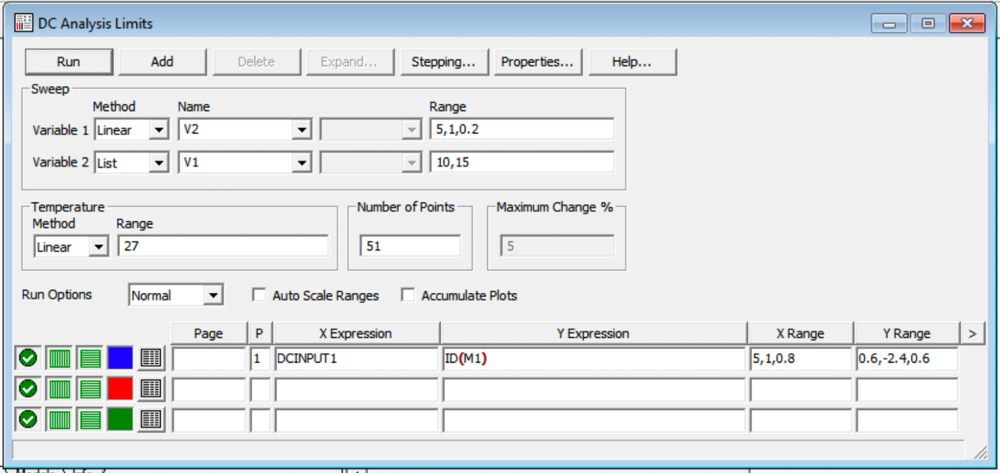 DC Analysis Limits
Run Add Delete Expand... Stepping... Properties... Help...
Sweep
Method Name Range
Variable 1 Linear V2 5,1,0.2
Variable 2 List V1 10,15
Temperature Number of Points Maximum Change %
Method Range
Linear 27 51 5
Run Options Normal Auto Scale Ranges Accumulate Plots
Page P X Expression Y Expression X Range Y Range >
1 DCINPUT1 ID(M1) 5,1,0.8 0.6,-2.4,0.6